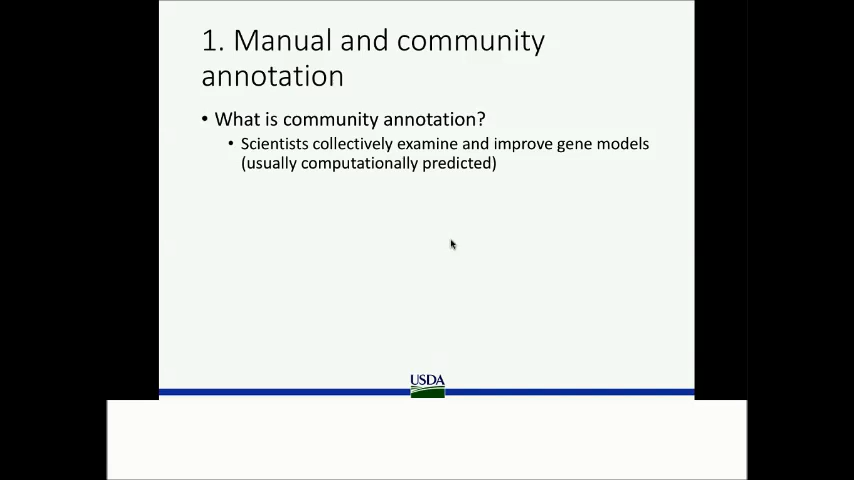 1. Manual and community
annotation
• What is community annotation?
• Scientists collectively examine and improve gene models
(usually computationally predicted)
USDA